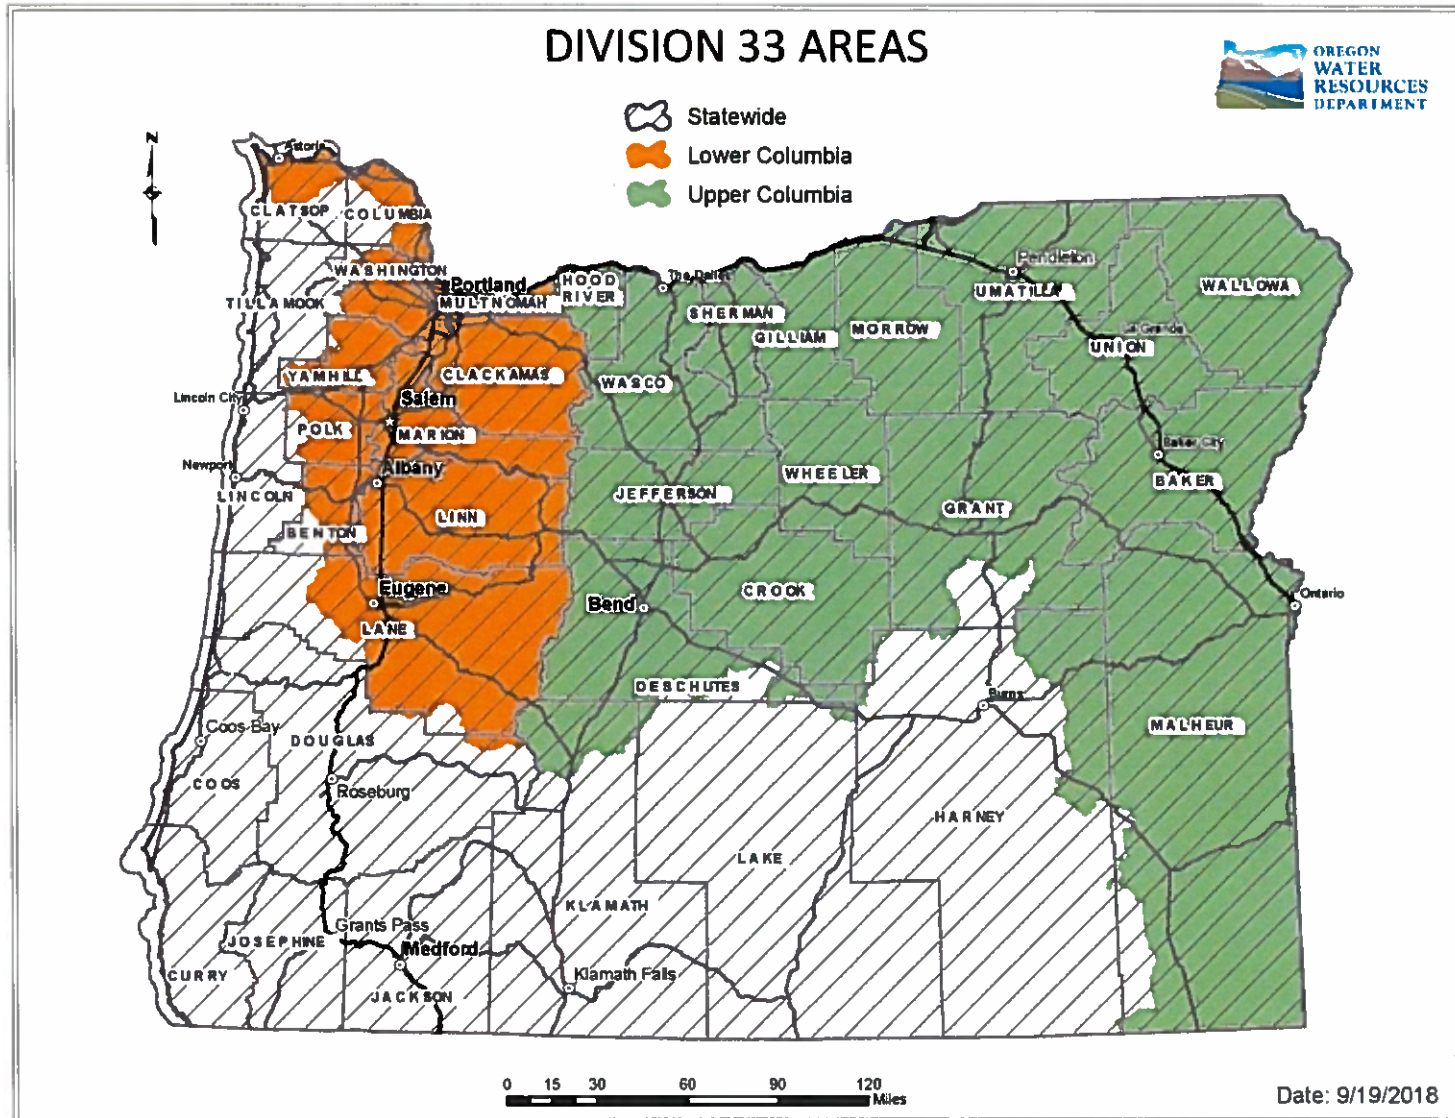 DIVISION 33 AREAS
OREGON
WATER
RESOURCES
DEPARTMENT
Statewide
Lower Columbia
Upper Columbia
N
Astoria
CLATSOP
COLUMBIA
WASHINGTON
Portland
MULTNOMAH
HOOD
RIVER
The Dalles
Pendleton
UMATILLA
WALLOWA
TILLAMOOK
SHERMAN
GILLIAM
MORROW
La Grande
UNION
YAMHILL
CLACKAMAS
WASCO
Lincoln City
Salem
POLK
MARION
Baker City
Newport
Albany
WHEELER
BAKER
LINCOLN
JEFFERSON
LINN
GRANT
BENTON
Eugene
CROOK
Bend
Ontario
LANE
DESCHUTES
Burns
Coos Bay
DOUGLAS
MALHEUR
COOS
Roseburg
HARNEY
LAKE
KLAMATH
Grants Pass
JOSEPHINE
Medford
CURRY
Klamath Falls
JACKSON
0 15 30 60 90 120
Miles
Date: 9/19/2018